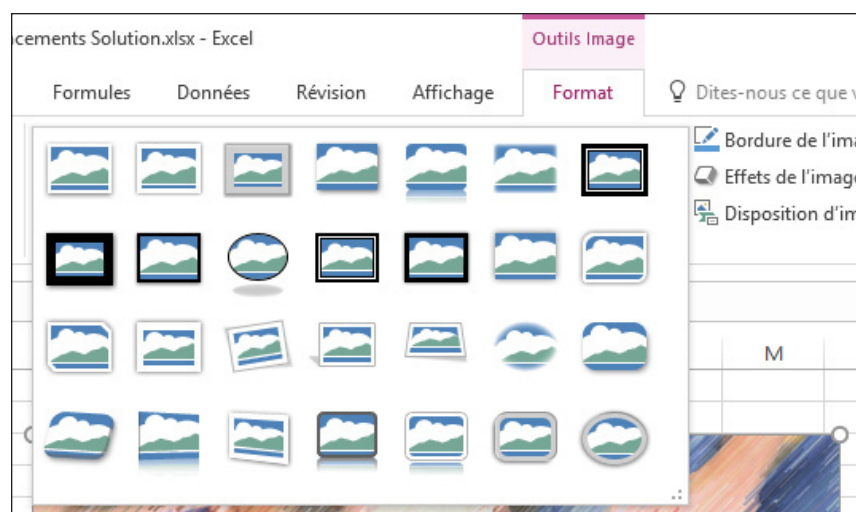 cements Solution.xlsx - Excel
Outils Image
Formules Données Révision Affichage Format Dites-nous ce que v
Bordure de l'ima
Effets de l'image
Disposition d'im
M